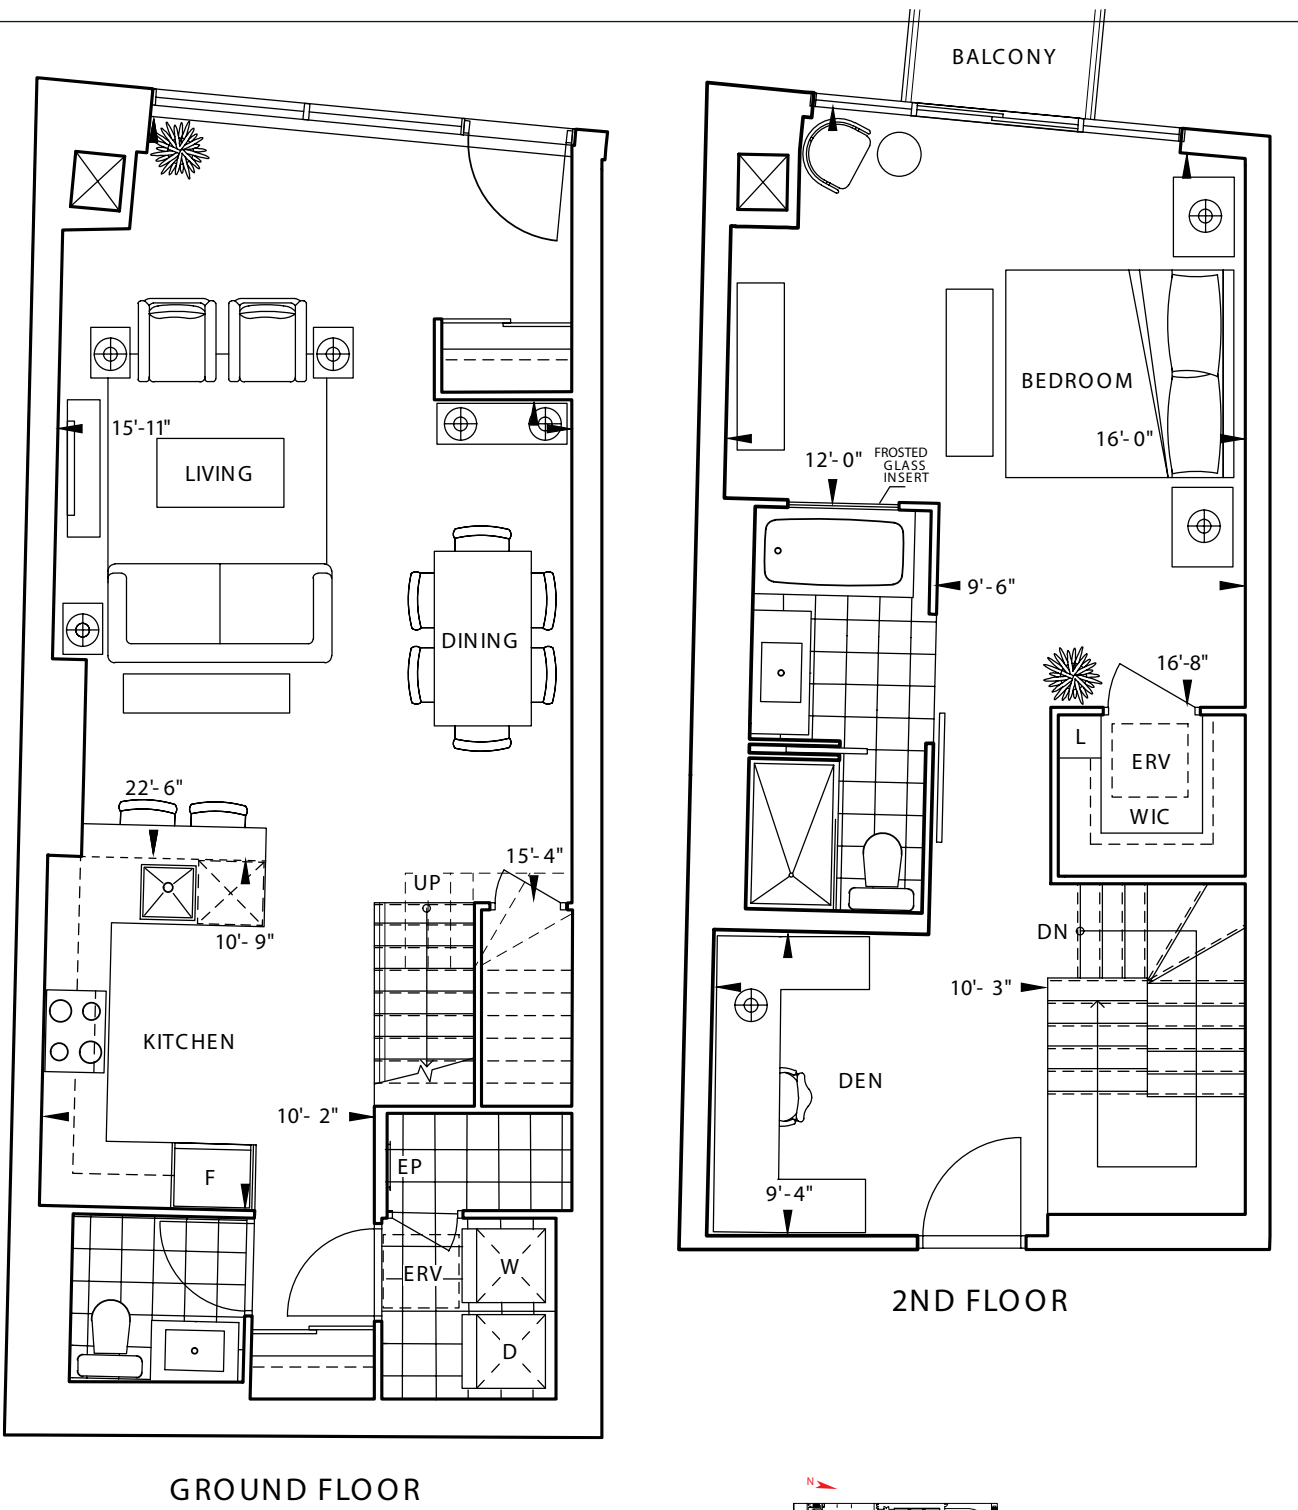 BALCONY
15'-11"
LIVING
DINING
22'-6"
15'-4"
UP
10'-9"
KITCHEN
10'-2"
EP
F
ERV
W
D
GROUND FLOOR
BEDROOM
16'-0"
12'-0"
FROSTED
GLASS
INSERT
9'-6"
16'-8"
L
ERV
WIC
DN
10'-3"
DEN
9'-4"
2ND FLOOR
N